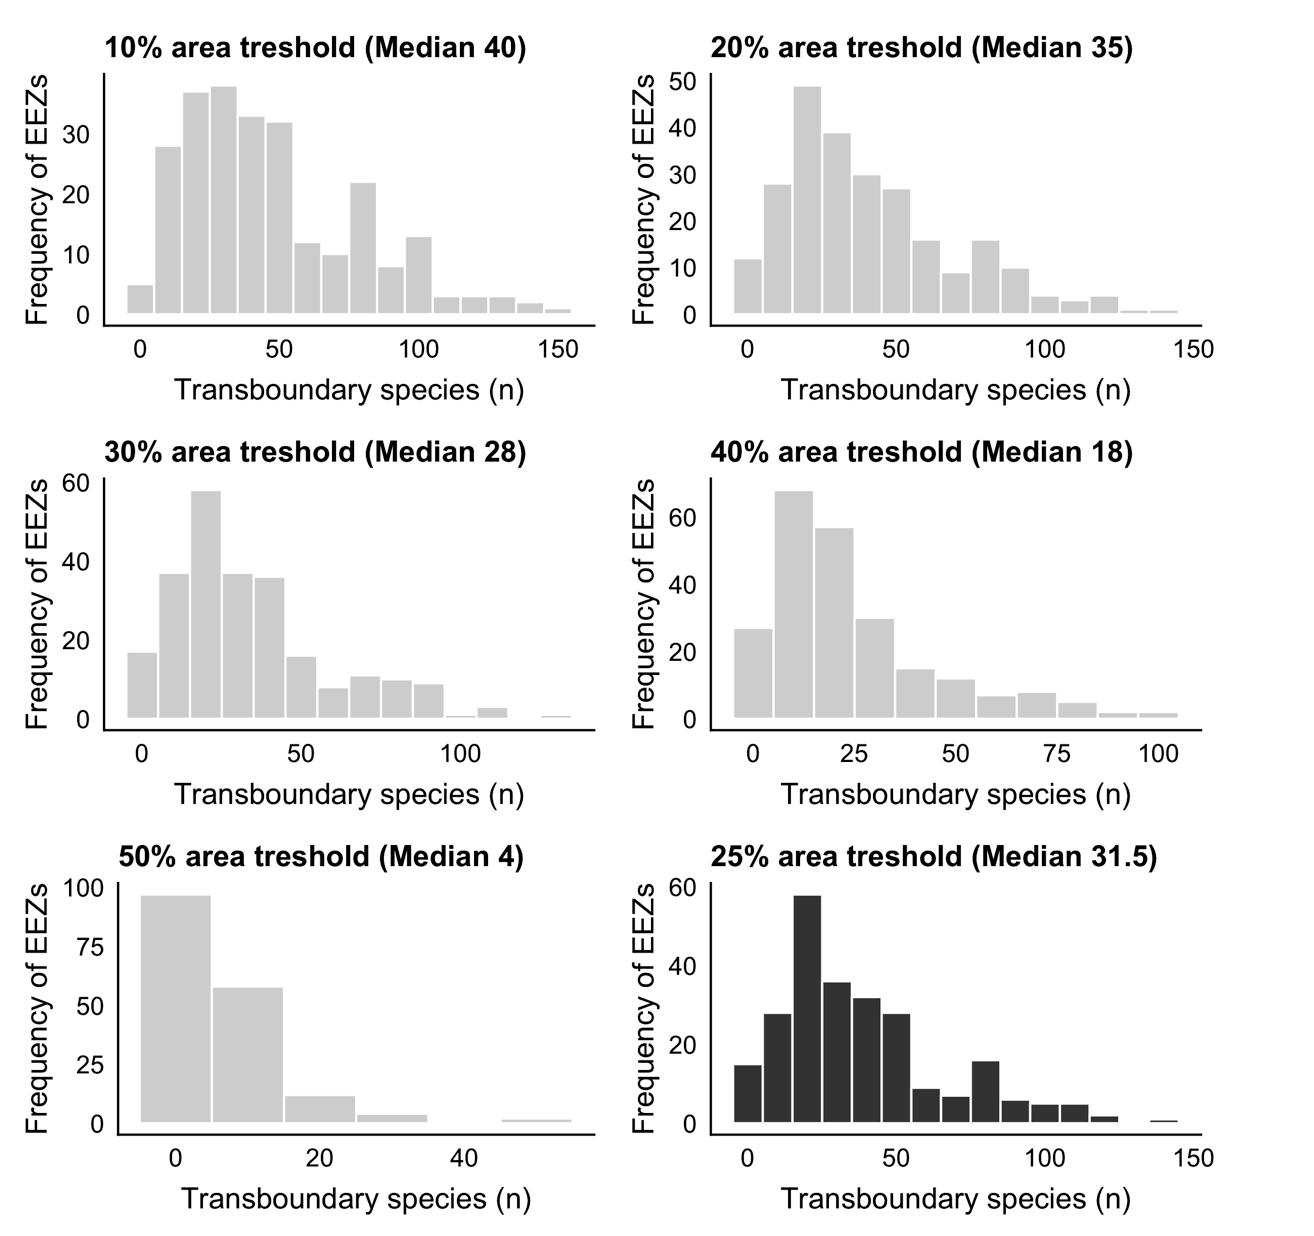 10% area treshold (Median 40)
Frequency of EEZs
30
20
10
0
0 50 100 150
Transboundary species (n)
20% area treshold (Median 35)
Frequency of EEZs
50
40
30
20
10
0
0 50 100 150
Transboundary species (n)
30% area treshold (Median 28)
Frequency of EEZs
60
40
20
0
0 50 100
Transboundary species (n)
40% area treshold (Median 18)
Frequency of EEZs
60
40
20
0
0 25 50 75 100
Transboundary species (n)
50% area treshold (Median 4)
Frequency of EEZs
100
75
50
25
0
0 20 40
Transboundary species (n)
25% area treshold (Median 31.5)
Frequency of EEZs
60
40
20
0
0 50 100 150
Transboundary species (n)